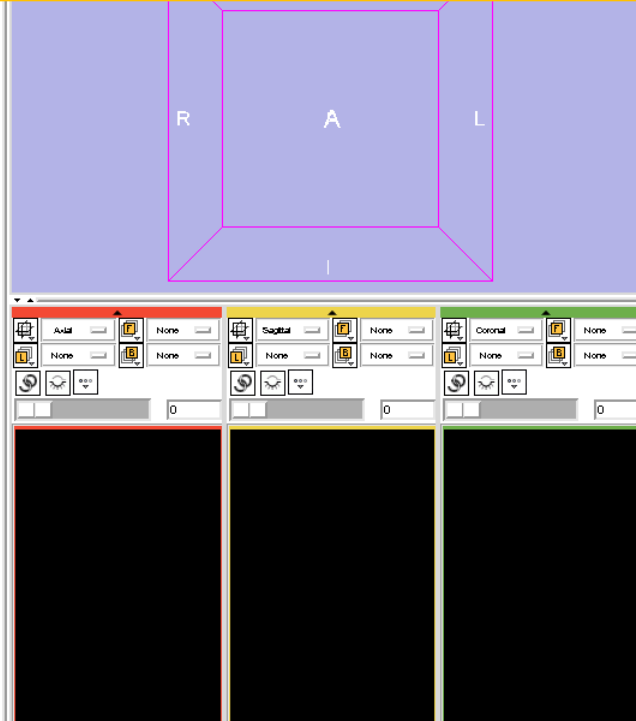 R A L
I
Axial F None Sagittal F None Coronal F None
L None B None L None B None L None B None
0 0 0